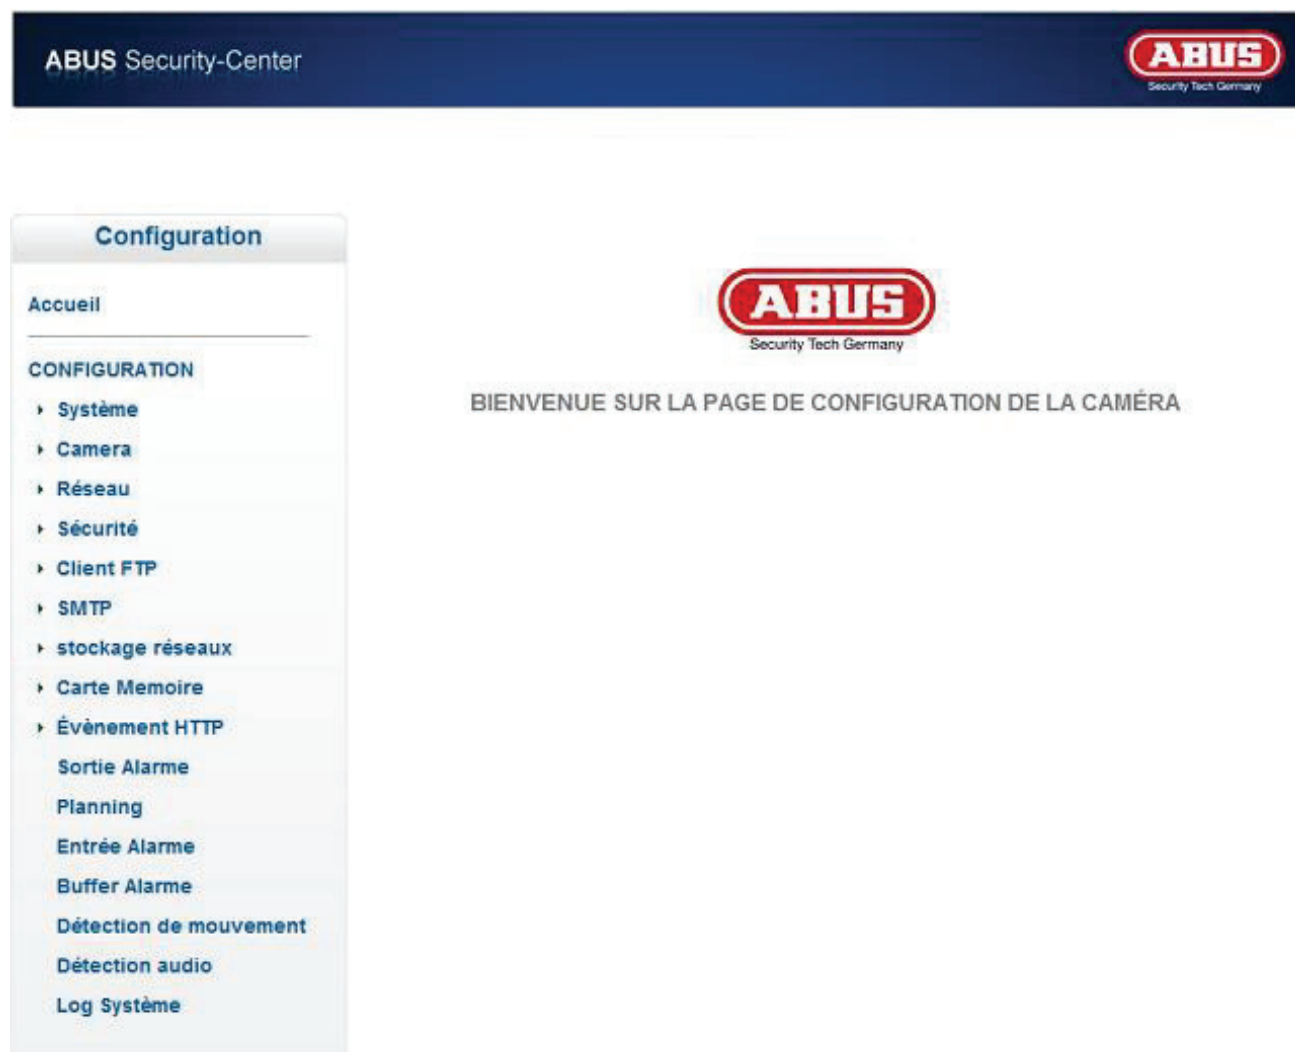 ABUS Security-Center
ABUS
Security Tech Germany
Configuration
Accueil
CONFIGURATION
Système
Camera
Réseau
Sécurité
Client FTP
SMTP
stockage réseaux
Carte Memoire
Évènement HTTP
Sortie Alarme
Planning
Entrée Alarme
Buffer Alarme
Détection de mouvement
Détection audio
Log Système
ABUS
Security Tech Germany
BIENVENUE SUR LA PAGE DE CONFIGURATION DE LA CAMÉRA